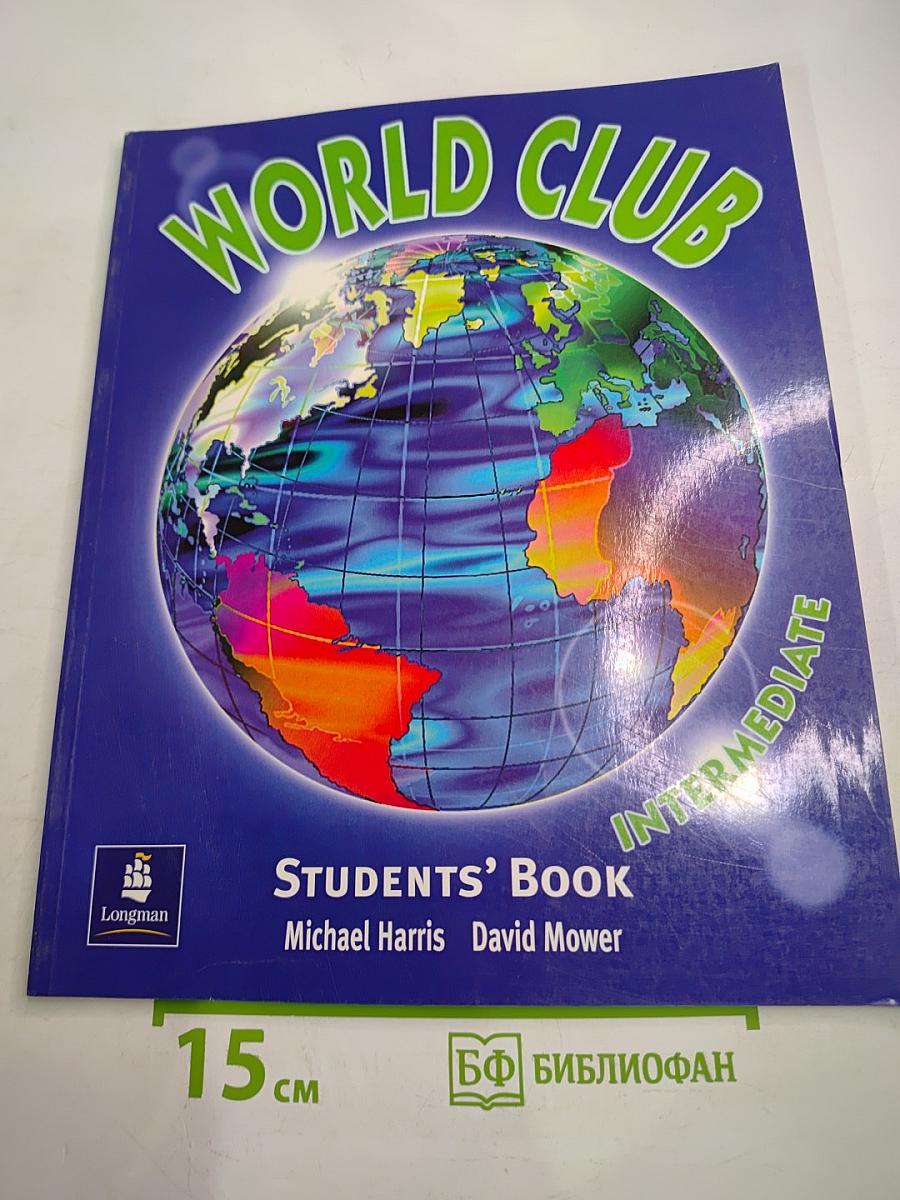 WORLD CLUB
INTERMEDIATE
STUDENTS' BOOK
Michael Harris David Mower
Longman
15 см
БФ БИБЛИОФАН